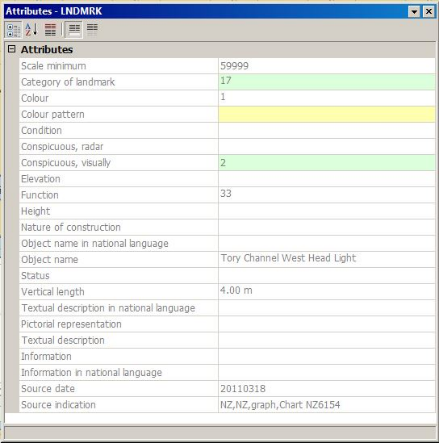 Attributes - LNDMRK
Attributes
Scale minimum 59999
Category of landmark 17
Colour 1
Colour pattern
Condition
Conspicuous, radar
Conspicuous, visually 2
Elevation
Function 33
Height
Nature of construction
Object name in national language
Object name Tory Channel West Head Light
Status
Vertical length 4.00 m
Textual description in national language
Pictorial representation
Textual description
Information
Information in national language
Source date 20110318
Source indication NZ,NZ,graph,Chart NZ6154